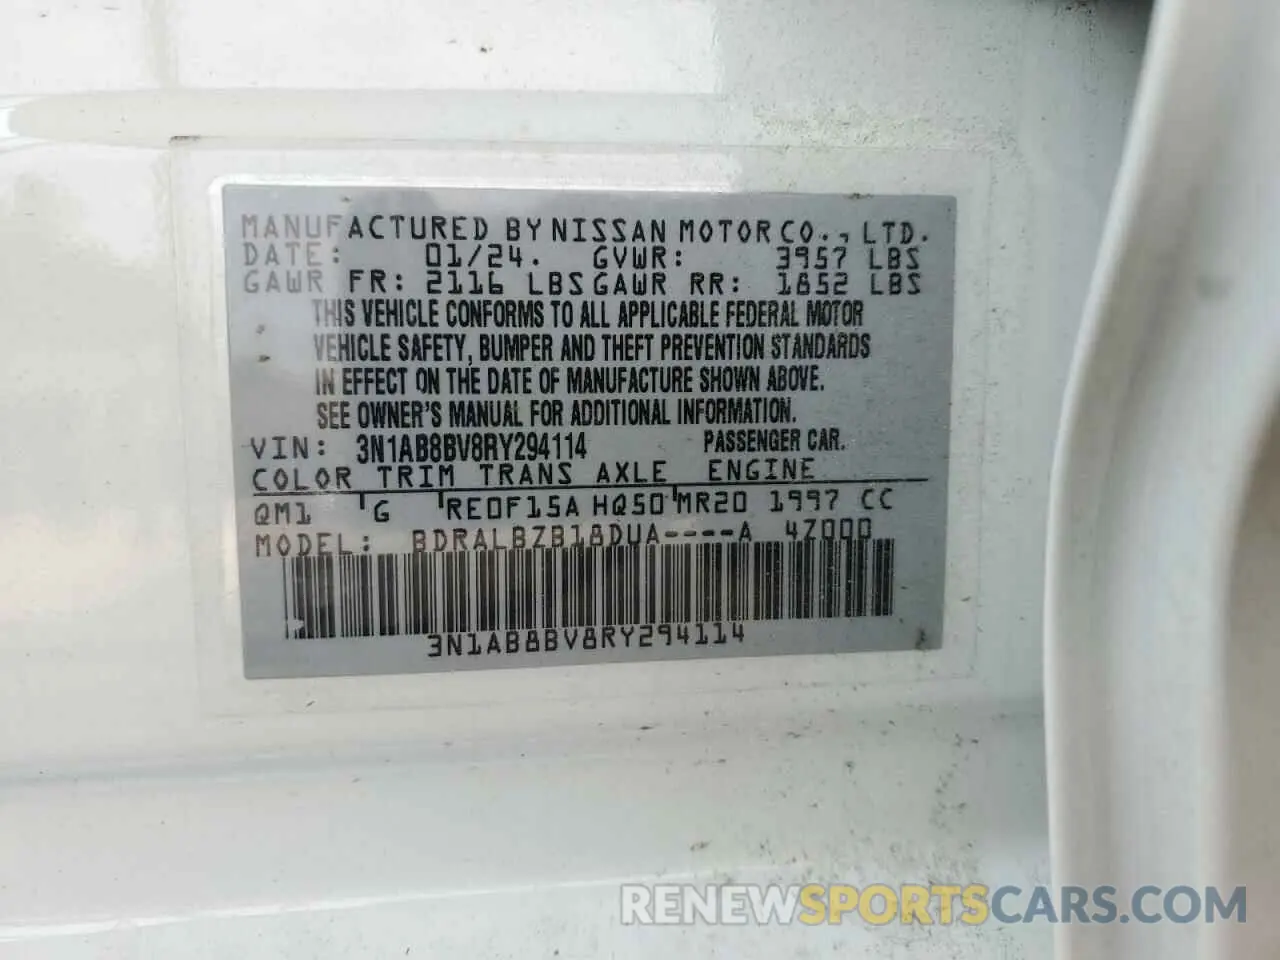 MANUFACTURED BY NISSAN MOTOR CO., LTD.
DATE: 01/24. GVWR: 3957 LBS
GAWR FR: 2116 LBS GAWR RR: 1852 LBS
THIS VEHICLE CONFORMS TO ALL APPLICABLE FEDERAL MOTOR
VEHICLE SAFETY, BUMPER AND THEFT PREVENTION STANDARDS
IN EFFECT ON THE DATE OF MANUFACTURE SHOWN ABOVE.
SEE OWNER'S MANUAL FOR ADDITIONAL INFORMATION.
VIN: 3N1AB8BV8RY294114 PASSENGER CAR.
COLOR TRIM TRANS AXLE ENGINE
QM1 G RE0F15A HQ50 MR20 1997 CC
MODEL: BDRALBZB18DUA----A 4Z000
3N1AB8BV8RY294114
RENEWSPORTSCARS.COM